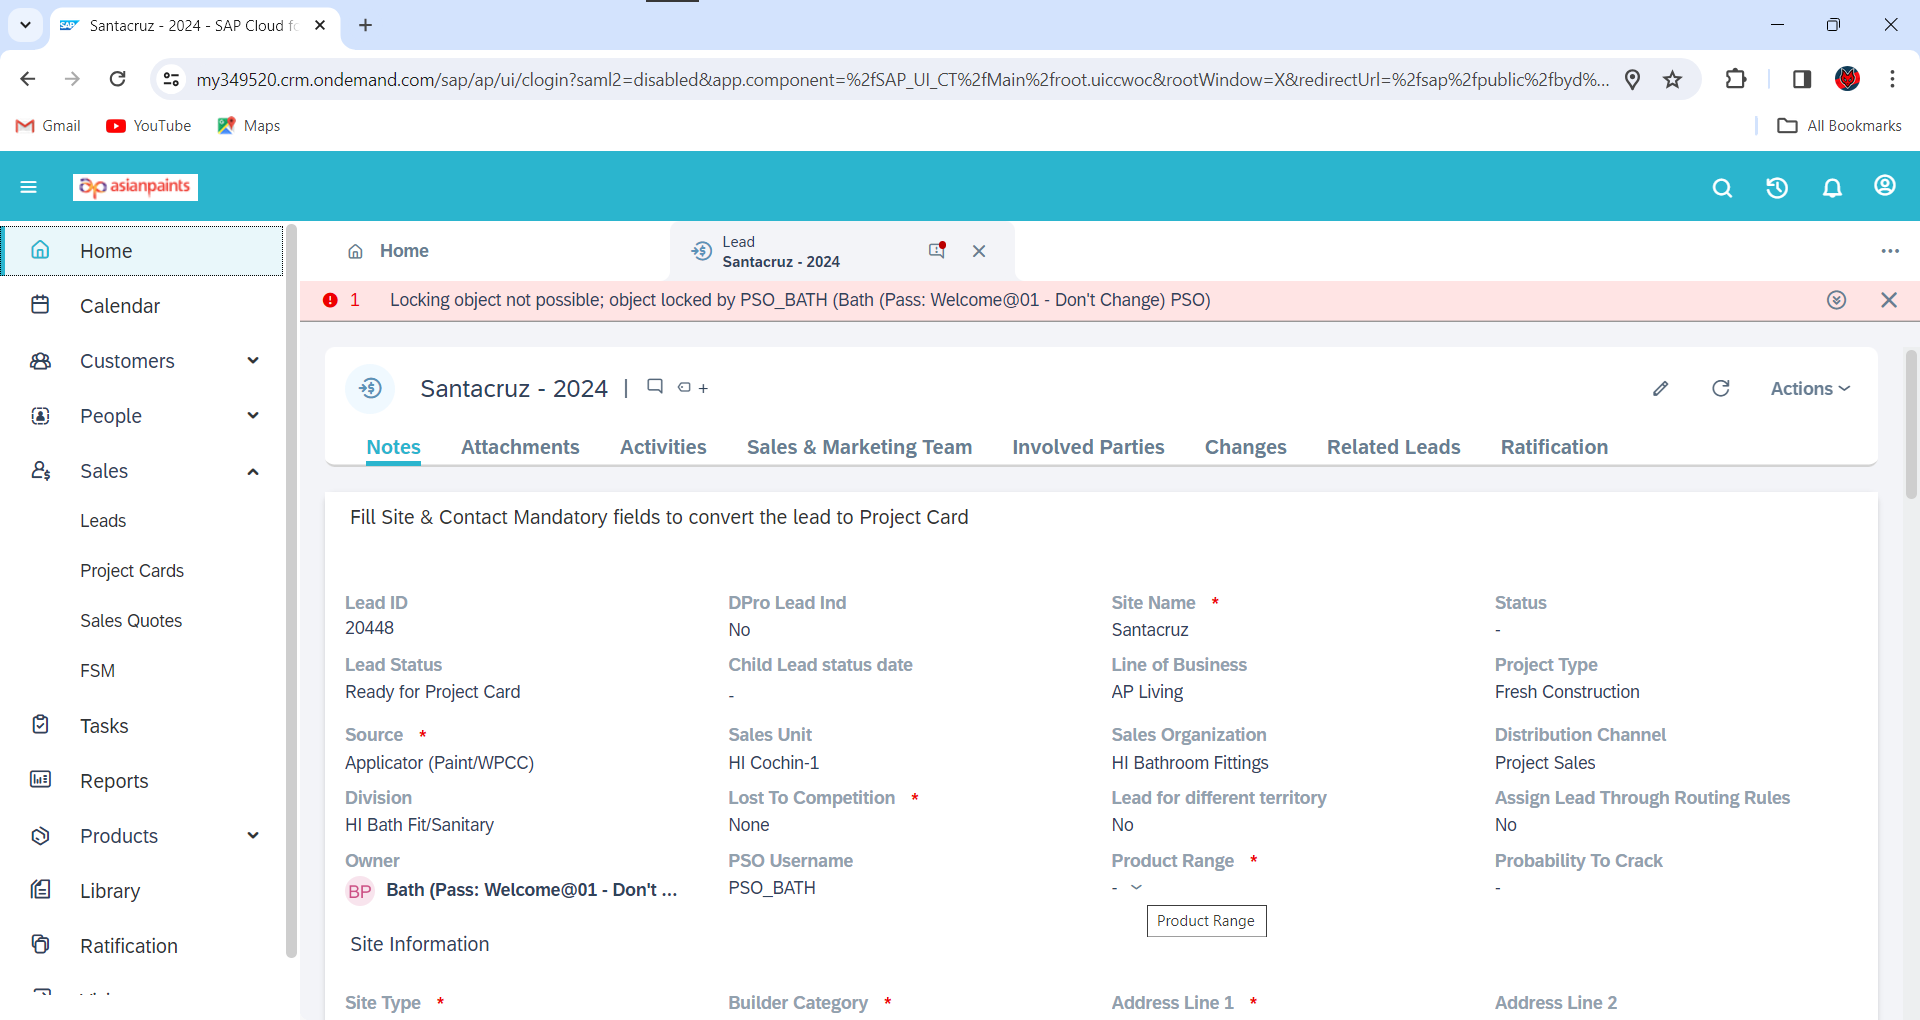 Santacruz - 2024 - SAP Cloud fo
my349520.crm.ondemand.com/sap/ap/ui/clogin?saml2=disabled&app.component=%2fSAP_UI_CT%2fMain%2froot.uiccwoc&rootWindow=X&redirectUrl=%2fsap%2fpublic%2fbyd%...
Gmail YouTube Maps All Bookmarks
asianpaints
Home
Calendar
Customers
People
Sales
Leads
Project Cards
Sales Quotes
FSM
Tasks
Reports
Products
Library
Ratification
Home
Lead
Santacruz - 2024
1 Locking object not possible; object locked by PSO_BATH (Bath (Pass: Welcome@01 - Don't Change) PSO)
Santacruz - 2024 | +
Actions
Notes Attachments Activities Sales & Marketing Team Involved Parties Changes Related Leads Ratification
Fill Site & Contact Mandatory fields to convert the lead to Project Card
Lead ID DPro Lead Ind Site Name * Status
20448 No Santacruz -
Lead Status Child Lead status date Line of Business Project Type
Ready for Project Card - AP Living Fresh Construction
Source * Sales Unit Sales Organization Distribution Channel
Applicator (Paint/WPCC) HI Cochin-1 HI Bathroom Fittings Project Sales
Division Lost To Competition * Lead for different territory Assign Lead Through Routing Rules
HI Bath Fit/Sanitary None No No
Owner PSO Username Product Range * Probability To Crack
BP Bath (Pass: Welcome@01 - Don't ... PSO_BATH - -
Product Range
Site Information
Site Type * Builder Category * Address Line 1 * Address Line 2